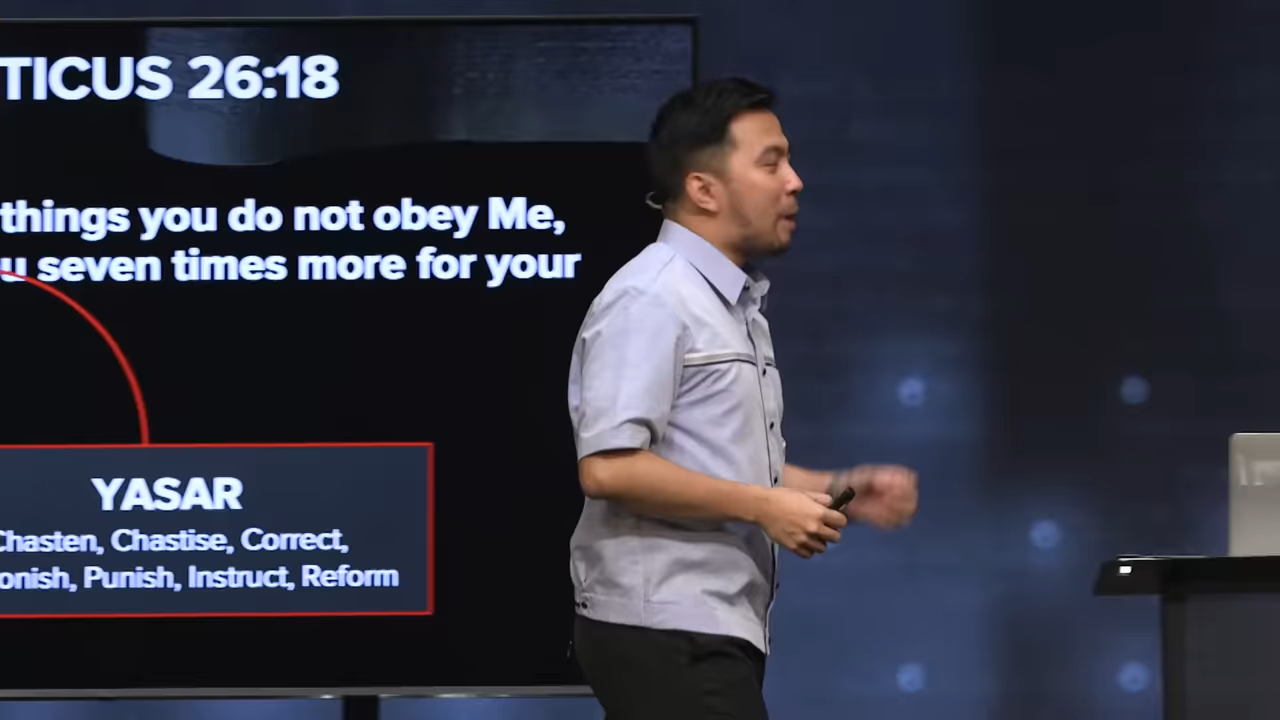 TICUS 26:18
things you do not obey Me,
u seven times more for your
YASAR
Chasten, Chastise, Correct,
onish, Punish, Instruct, Reform